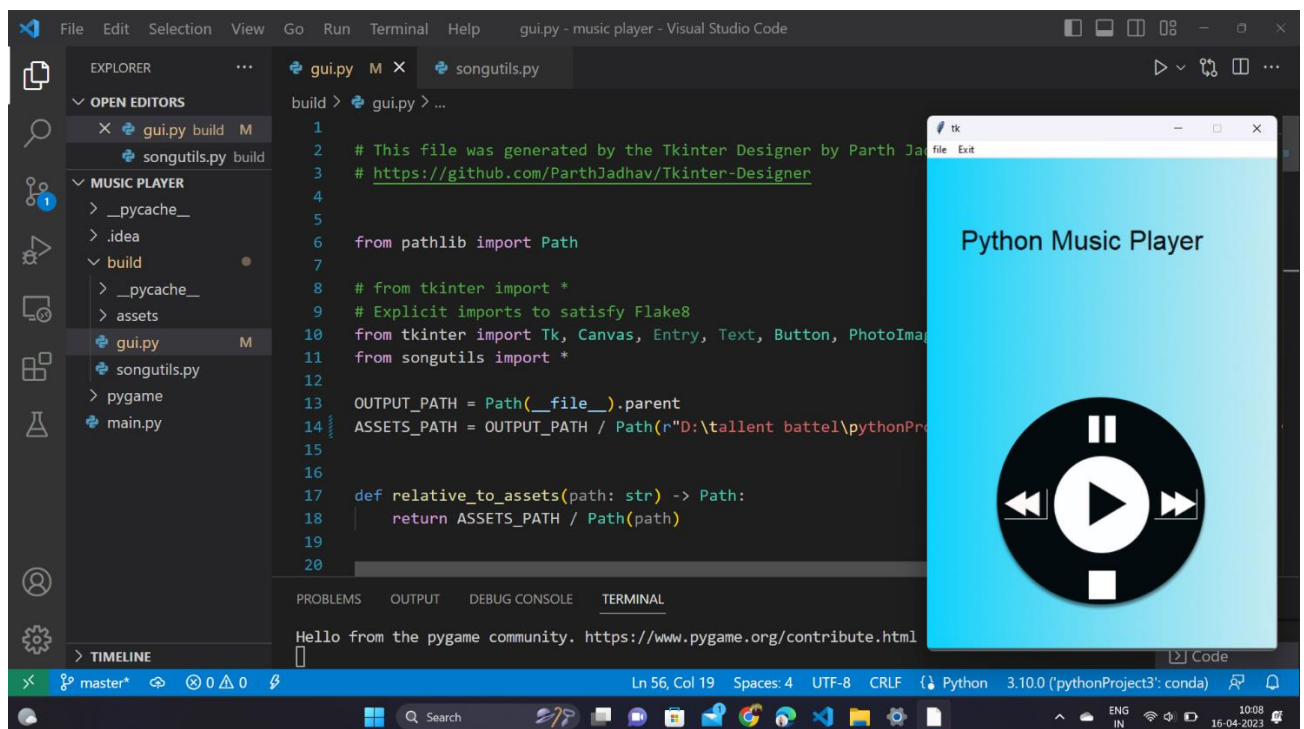 File Edit Selection View Go Run Terminal Help gui.py - music player - Visual Studio Code
EXPLORER
gui.py M
songutils.py
OPEN EDITORS
build > gui.py > ...
gui.py build M
songutils.py build
MUSIC PLAYER
__pycache__
.idea
build
__pycache__
assets
gui.py M
songutils.py
pygame
main.py
TIMELINE
1
2 # This file was generated by the Tkinter Designer by Parth Ja
3 # https://github.com/ParthJadhav/Tkinter-Designer
4
5
6 from pathlib import Path
7
8 # from tkinter import *
9 # Explicit imports to satisfy Flake8
10 from tkinter import Tk, Canvas, Entry, Text, Button, PhotoImag
11 from songutils import *
12
13 OUTPUT_PATH = Path(__file__).parent
14 ASSETS_PATH = OUTPUT_PATH / Path(r"D:\tallent battel\pythonPro
15
16
17 def relative_to_assets(path: str) -> Path:
18 return ASSETS_PATH / Path(path)
19
20
tk
file Exit
Python Music Player
PROBLEMS OUTPUT DEBUG CONSOLE TERMINAL
Hello from the pygame community. https://www.pygame.org/contribute.html
Code
1
master* 0 0 Ln 56, Col 19 Spaces: 4 UTF-8 CRLF Python 3.10.0 ('pythonProject3': conda)
Search
ENG
IN
10:08
16-04-2023